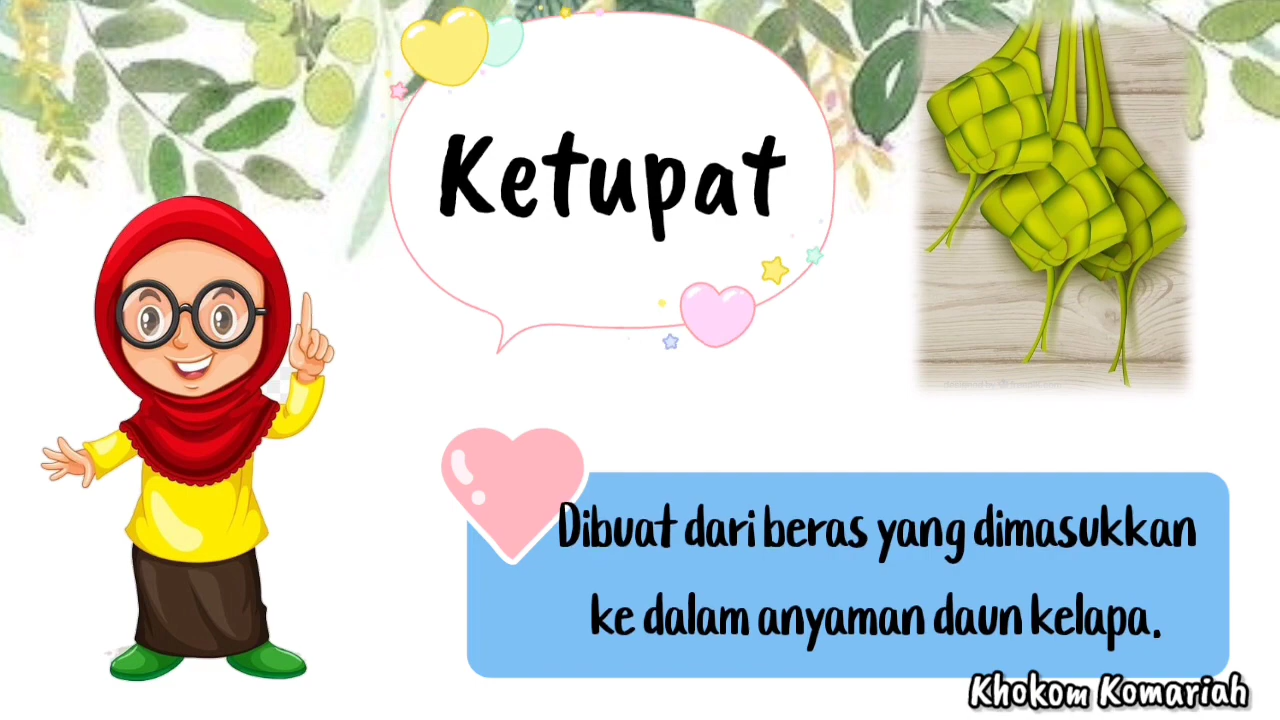 Ketupat
Dibuat dari beras yang dimasukkan
ke dalam anyaman daun kelapa.
Khokom Komariah